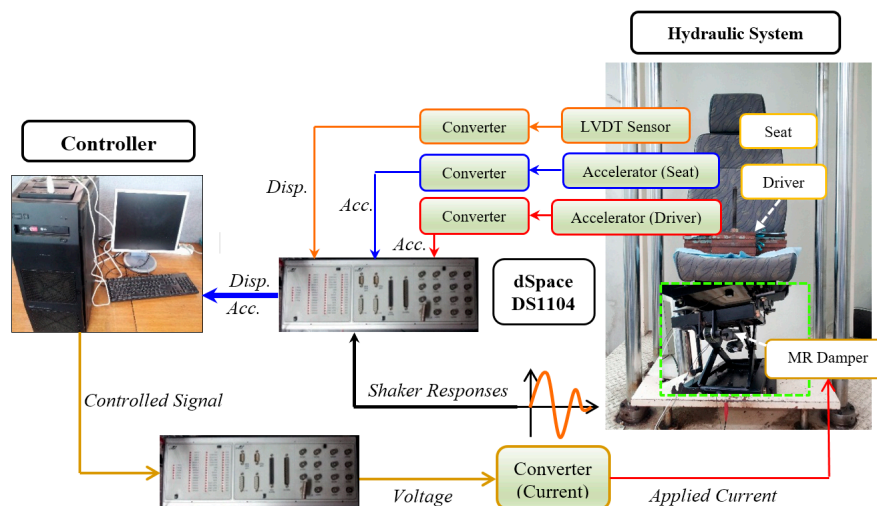 Hydraulic System
Controller
Converter
LVDT Sensor
Seat
Converter
Accelerator (Seat)
Disp.
Driver
Acc.
Converter
Accelerator (Driver)
Acc.
Disp.
Acc.
dSpace
DS1104
MR Damper
Shaker Responses
Controlled Signal
Converter
(Current)
Voltage
Applied Current